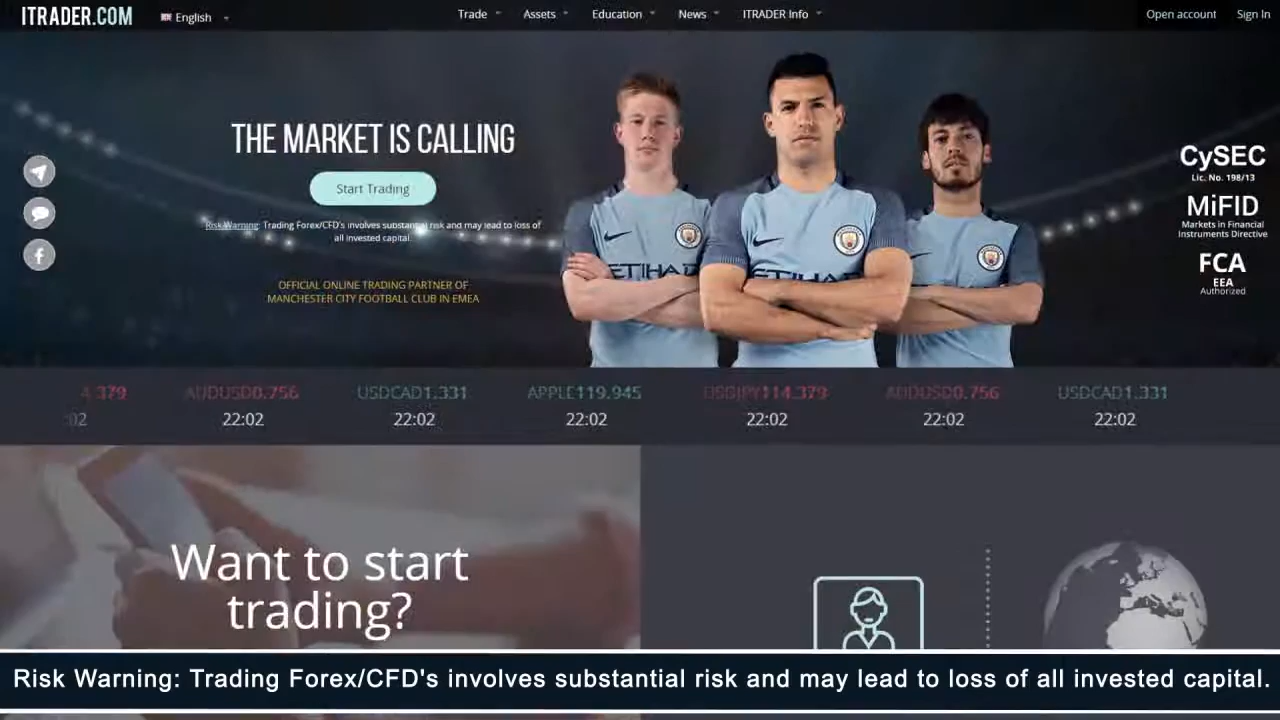 ITRADER.COM
English
Trade
Assets
Education
News
ITRADER Info
Open account
Sign In
THE MARKET IS CALLING
Start Trading
Risk Warning: Trading Forex/CFD's involves substantial risk and may lead to loss of
all invested capital.
OFFICIAL ONLINE TRADING PARTNER OF
MANCHESTER CITY FOOTBALL CLUB IN EMEA
ETIHAD
ETIHAD
CySEC
Lic. No. 198/13
MiFID
Markets in Financial
Instruments Directive
FCA
EEA
Authorized
4.379 AUDUSD0.756 USDCAD1.331 APPLE119.945 USDJPY114.379 AUDUSD0.756 USDCAD1.331
:02 22:02 22:02 22:02 22:02 22:02 22:02
Want to start
trading?
Risk Warning: Trading Forex/CFD's involves substantial risk and may lead to loss of all invested capital.